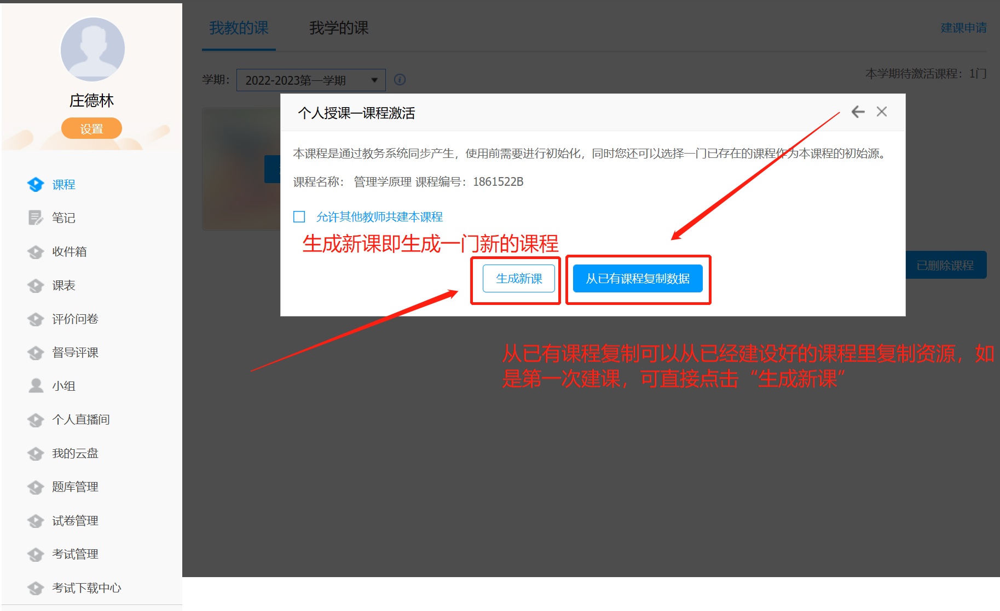 我教的课
我学的课
建课申请
学期：
2022-2023第一学期
本学期待激活课程：1门
庄德林
设置
课程
笔记
收件箱
课表
评价问卷
督导评课
小组
个人直播间
我的云盘
题库管理
试卷管理
考试管理
考试下载中心
个人授课—课程激活
本课程是通过教务系统同步产生，使用前需要进行初始化，同时您还可以选择一门已存在的课程作为本课程的初始源。
课程名称： 管理学原理 课程编号：1861522B
允许其他教师共建本课程
生成新课即生成一门新的课程
生成新课
从已有课程复制数据
已删除课程
从已有课程复制可以从已经建设好的课程里复制资源，如
是第一次建课，可直接点击“生成新课”